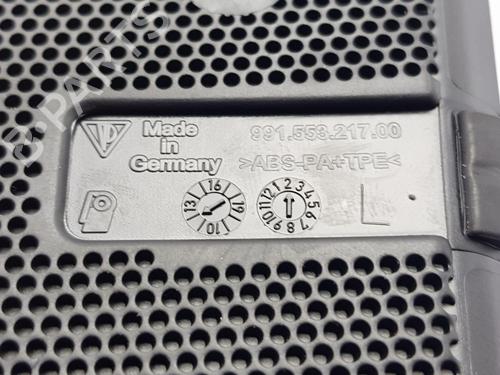 Made in Germany
991.553.217.00
>ABS-PA+TPE<
13 16 19 10
1 2 3 4 5 6 7 8 9 10 11 12
L
B-PARTS